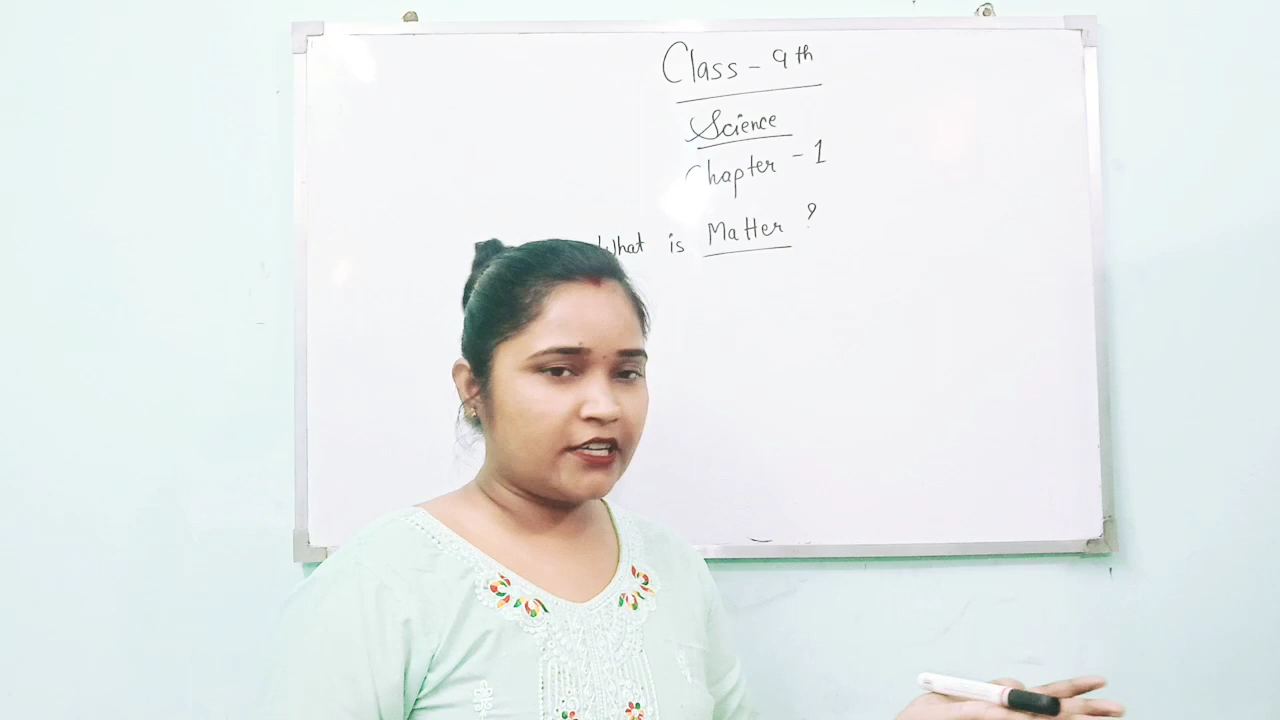 Class - 9th
Science
Chapter - 1
What is Matter ?